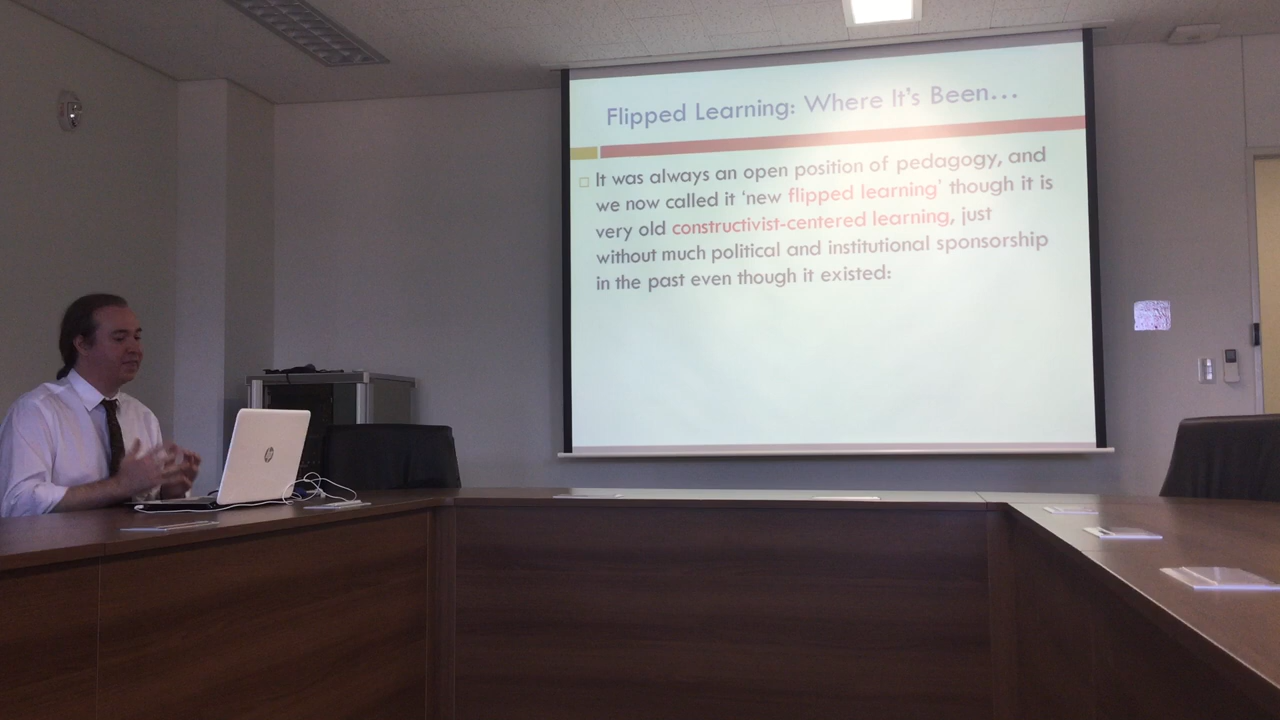 Flipped Learning: Where It's Been...
It was always an open position of pedagogy, and
we now called it 'new flipped learning' though it is
very old constructivist-centered learning, just
without much political and institutional sponsorship
in the past even though it existed:
hp